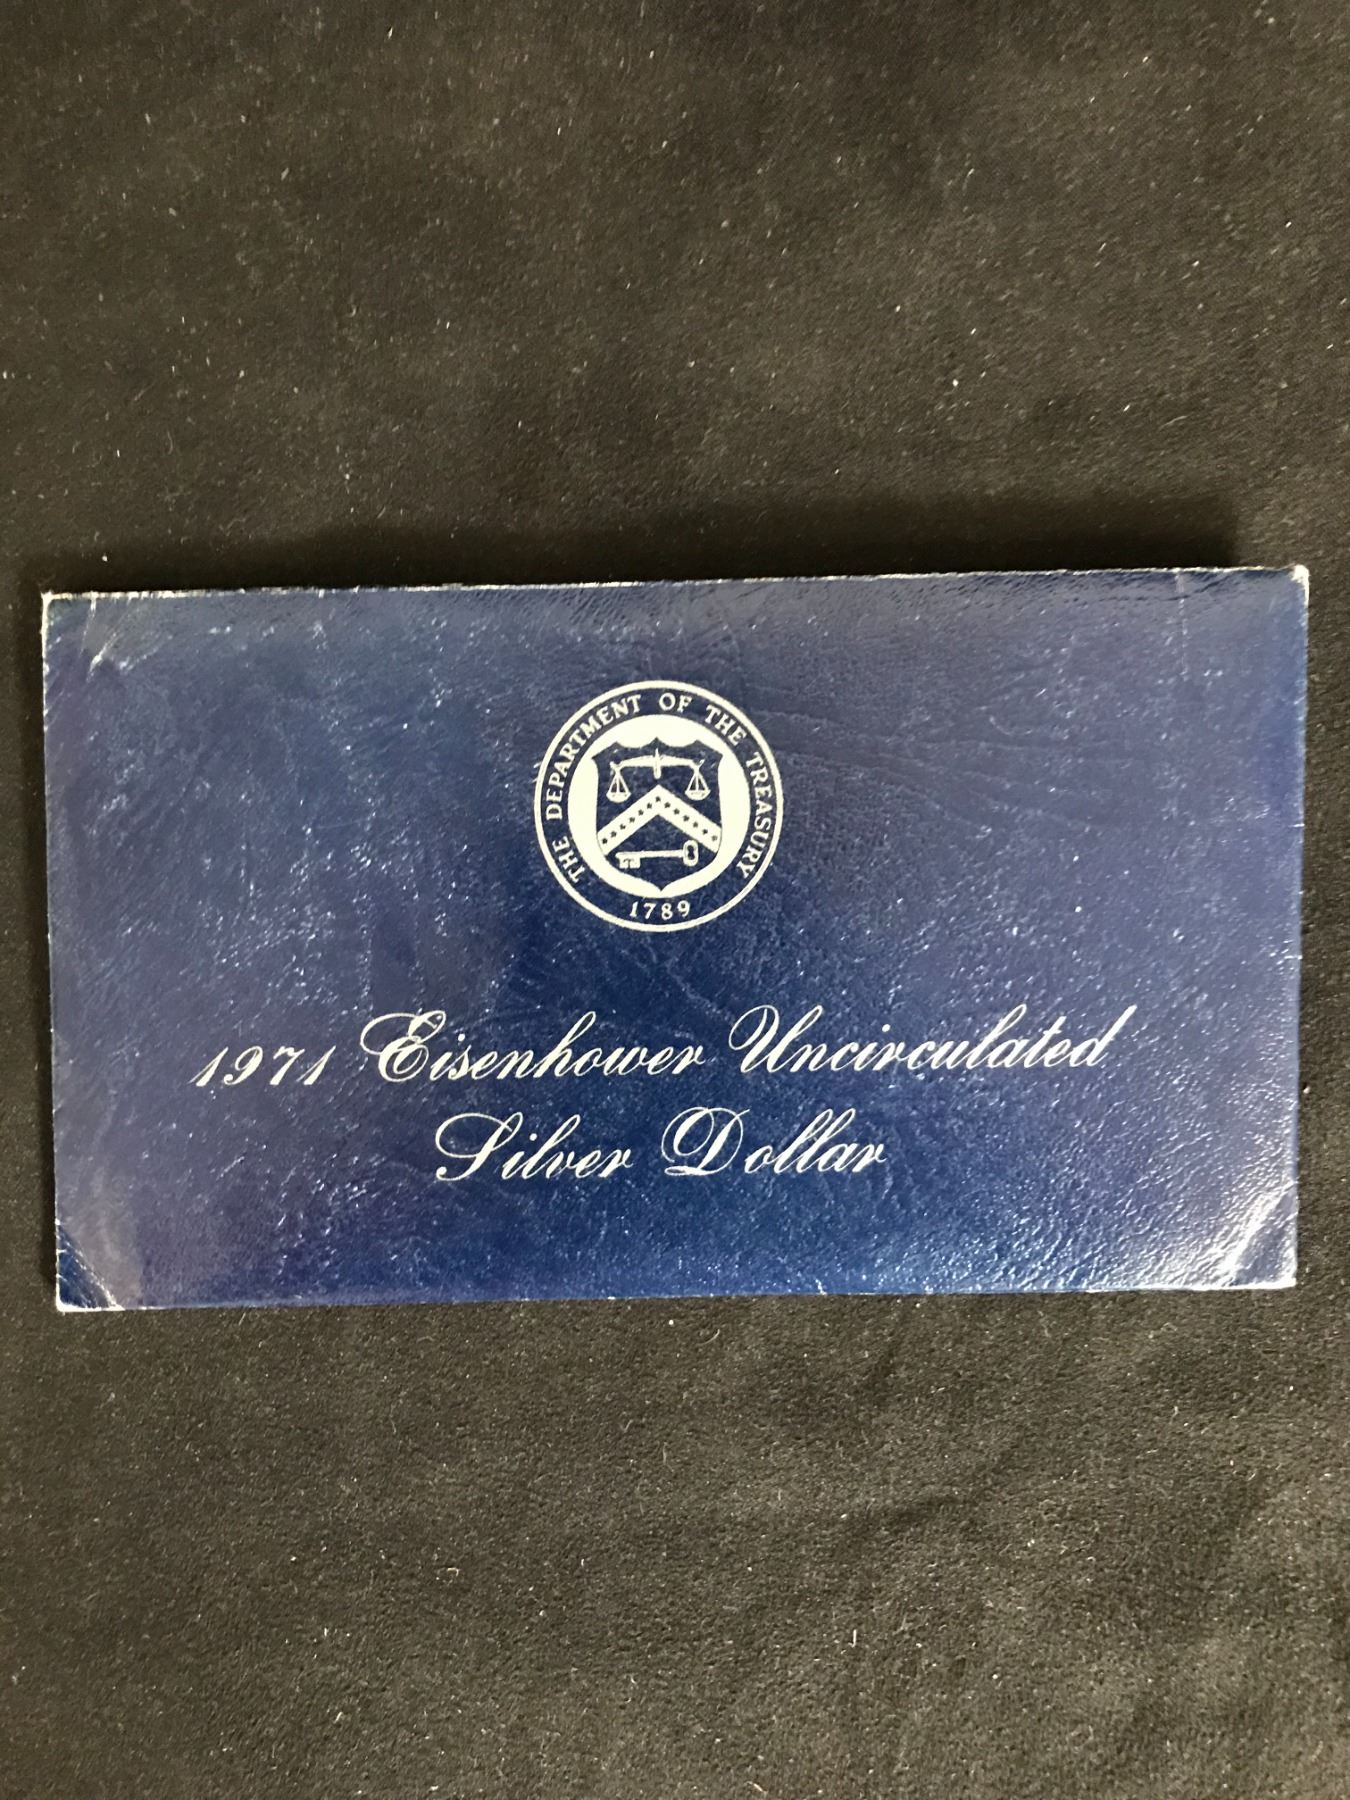 THE DEPARTMENT OF THE TREASURY
1789
1971 Eisenhower Uncirculated
Silver Dollar